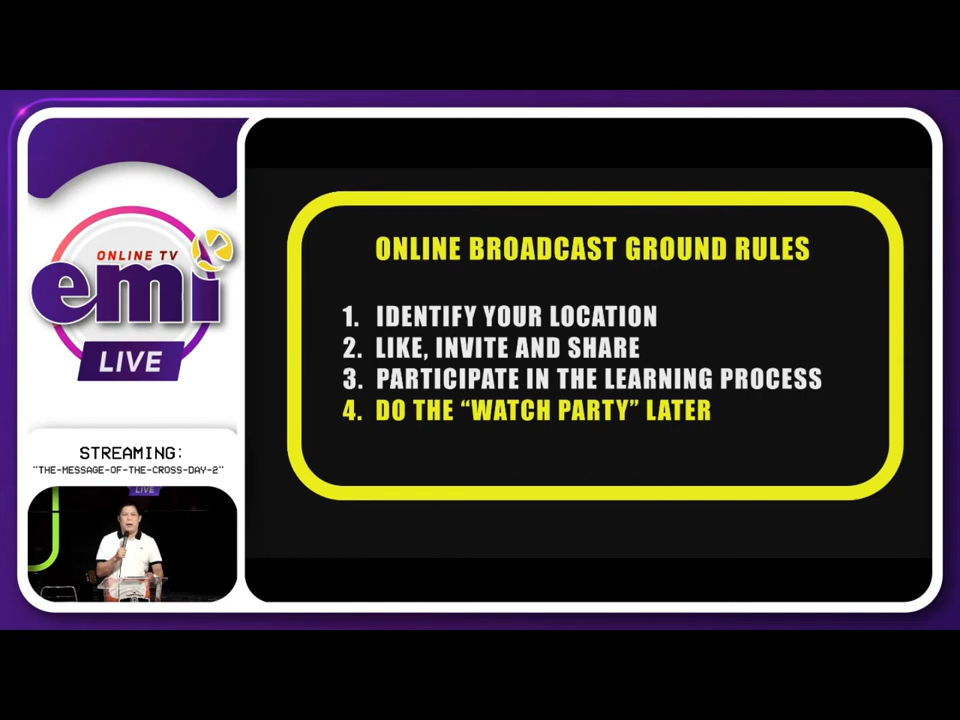 ONLINE TV
emi
LIVE
STREAMING:
"THE-MESSAGE-OF-THE-CROSS-DAY-2"
LIVE
ONLINE BROADCAST GROUND RULES
1. IDENTIFY YOUR LOCATION
2. LIKE, INVITE AND SHARE
3. PARTICIPATE IN THE LEARNING PROCESS
4. DO THE “WATCH PARTY” LATER